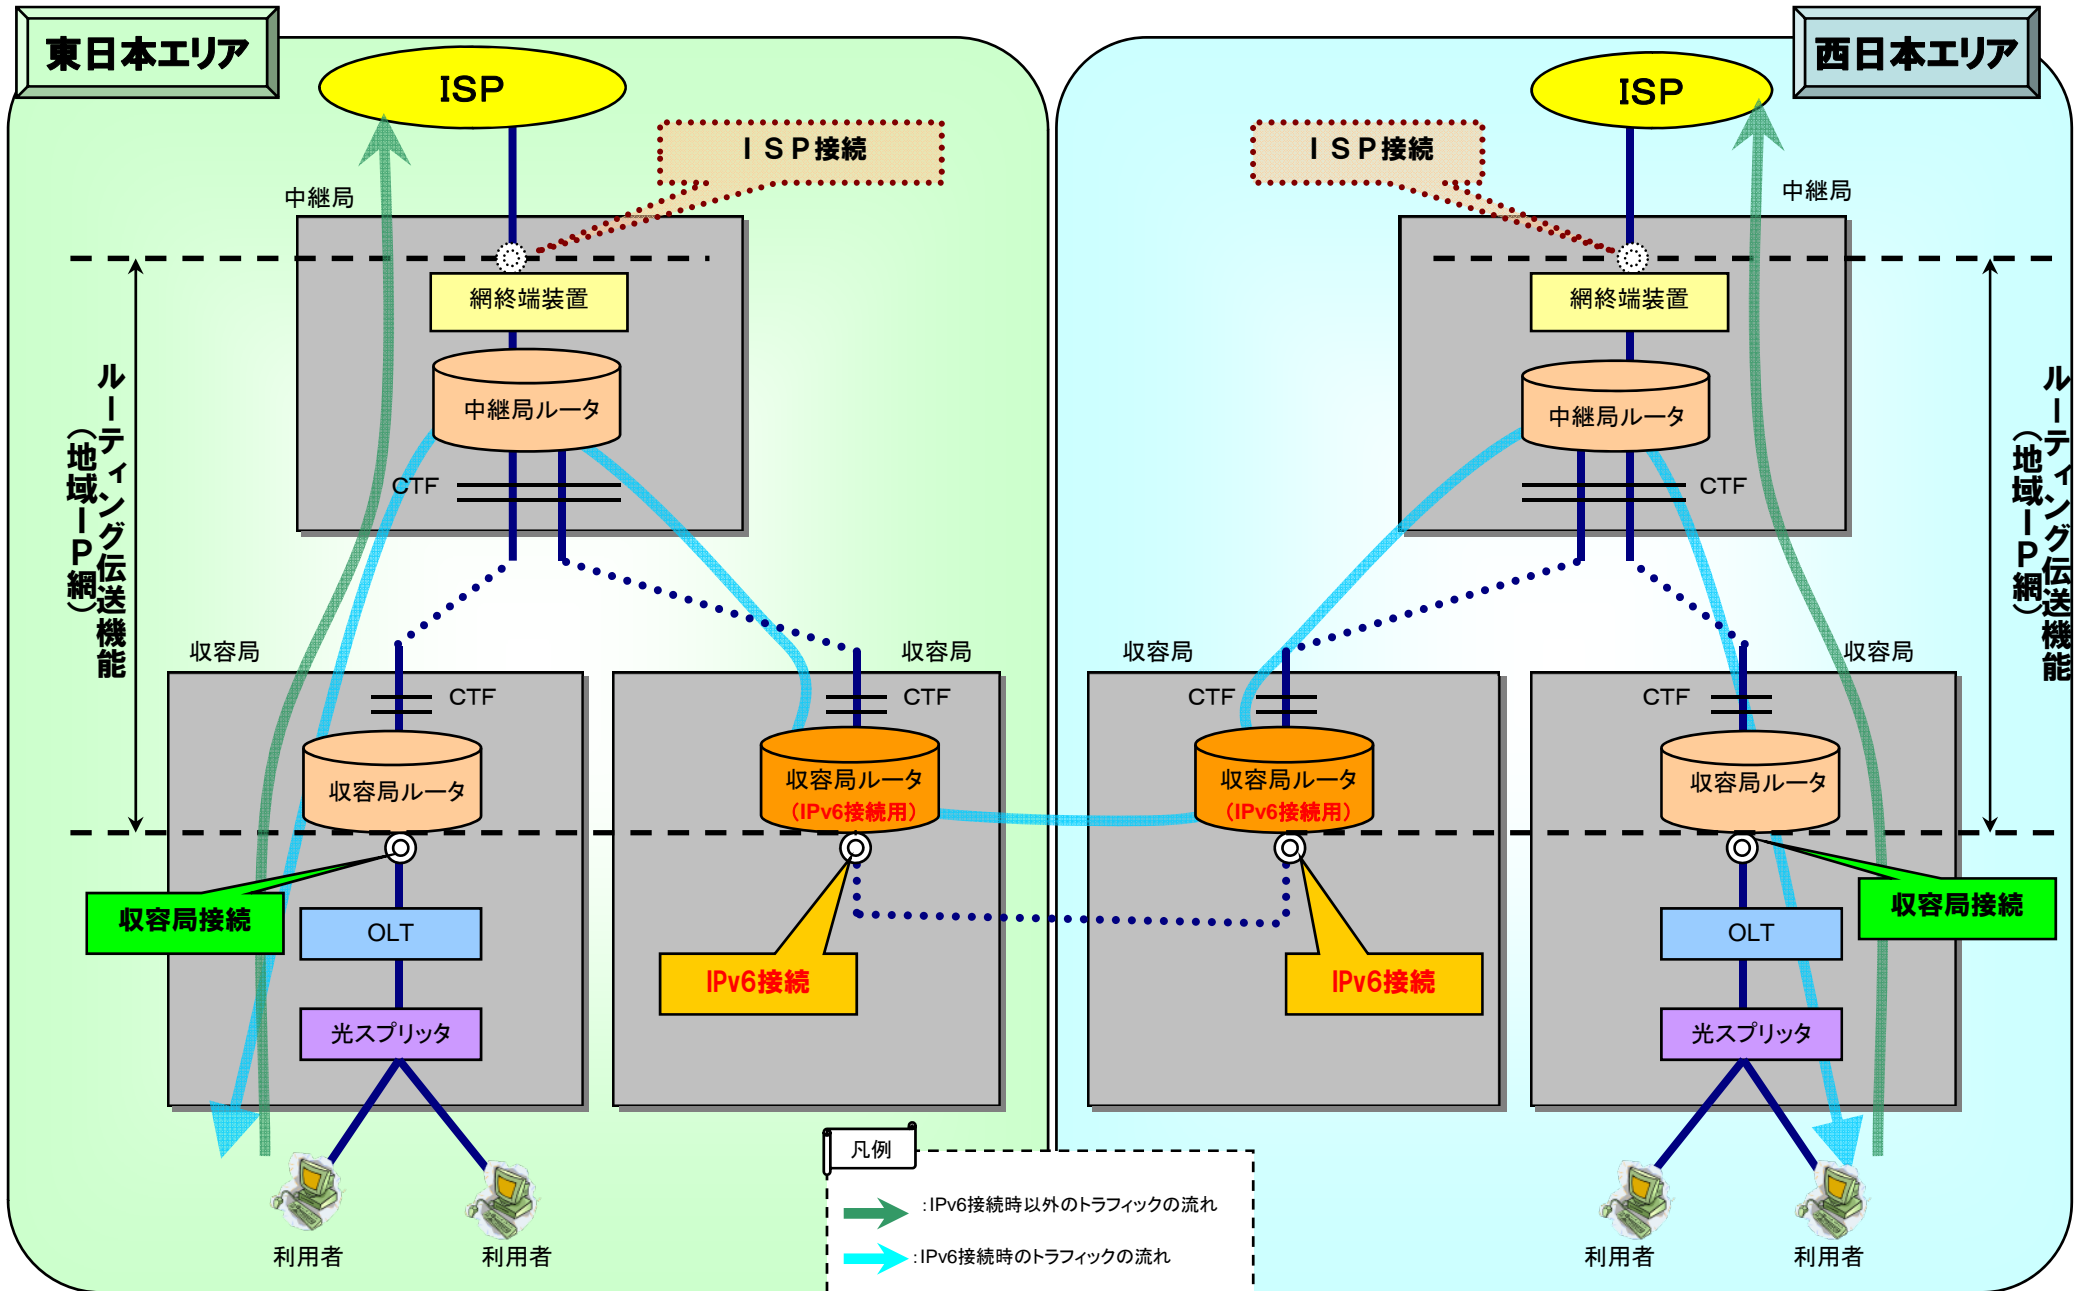 東日本エリア
西日本エリア
ISP
ISP
ＩＳＰ接続
ＩＳＰ接続
中継局
中継局
網終端装置
網終端装置
中継局ルータ
中継局ルータ
CTF
CTF
ルーティング伝送機能
（地域ＩＰ網）
ルーティング伝送機能
（地域ＩＰ網）
収容局
収容局
収容局
収容局
CTF
CTF
CTF
CTF
収容局ルータ
収容局ルータ
（IPv6接続用）
収容局ルータ
（IPv6接続用）
収容局ルータ
収容局接続
収容局接続
OLT
OLT
IPv6接続
IPv6接続
光スプリッタ
光スプリッタ
利用者
利用者
利用者
利用者
凡例
：IPv6接続時以外のトラフィックの流れ
：IPv6接続時のトラフィックの流れ